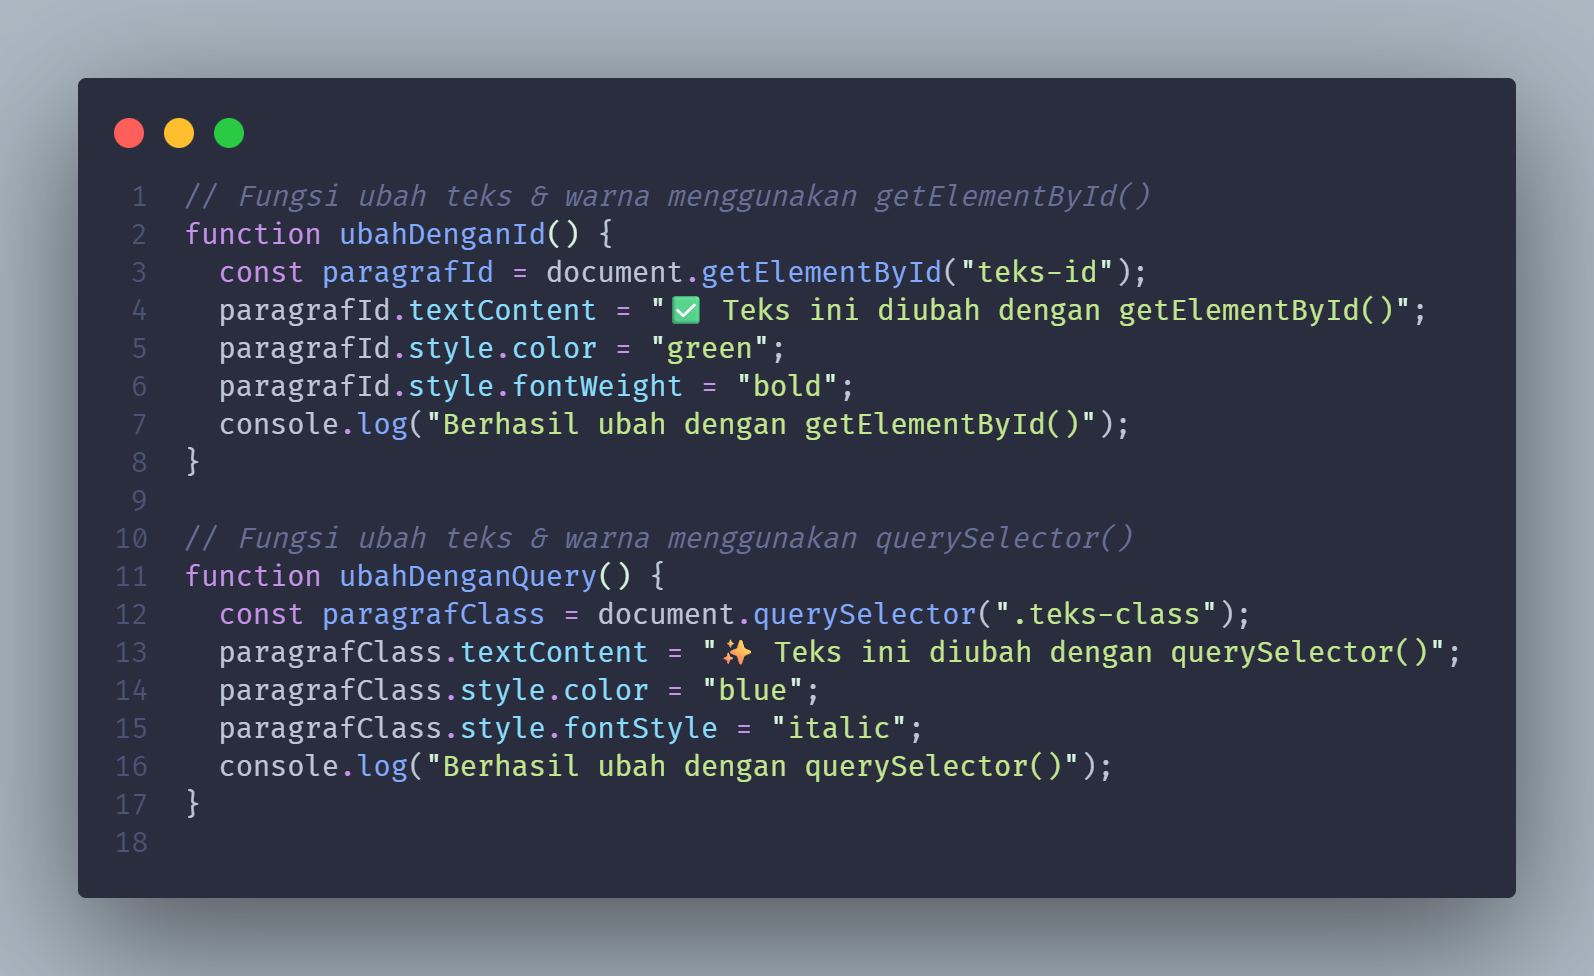 1 // Fungsi ubah teks & warna menggunakan getElementById()
2 function ubahDenganId() {
3   const paragrafId = document.getElementById("teks-id");
4   paragrafId.textContent = "✅ Teks ini diubah dengan getElementById()";
5   paragrafId.style.color = "green";
6   paragrafId.style.fontWeight = "bold";
7   console.log("Berhasil ubah dengan getElementById()");
8 }
9
10 // Fungsi ubah teks & warna menggunakan querySelector()
11 function ubahDenganQuery() {
12   const paragrafClass = document.querySelector(".teks-class");
13   paragrafClass.textContent = "✨ Teks ini diubah dengan querySelector()";
14   paragrafClass.style.color = "blue";
15   paragrafClass.style.fontStyle = "italic";
16   console.log("Berhasil ubah dengan querySelector()");
17 }
18